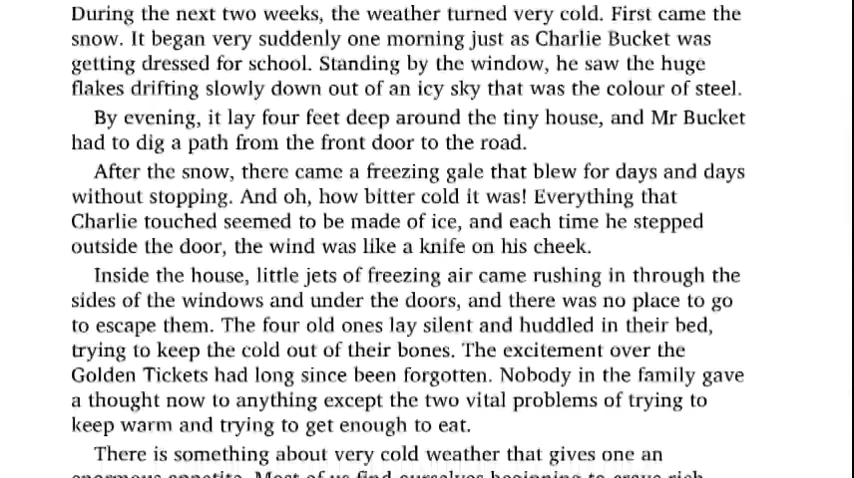 During the next two weeks, the weather turned very cold. First came the
snow. It began very suddenly one morning just as Charlie Bucket was
getting dressed for school. Standing by the window, he saw the huge
flakes drifting slowly down out of an icy sky that was the colour of steel.
By evening, it lay four feet deep around the tiny house, and Mr Bucket
had to dig a path from the front door to the road.
After the snow, there came a freezing gale that blew for days and days
without stopping. And oh, how bitter cold it was! Everything that
Charlie touched seemed to be made of ice, and each time he stepped
outside the door, the wind was like a knife on his cheek.
Inside the house, little jets of freezing air came rushing in through the
sides of the windows and under the doors, and there was no place to go
to escape them. The four old ones lay silent and huddled in their bed,
trying to keep the cold out of their bones. The excitement over the
Golden Tickets had long since been forgotten. Nobody in the family gave
a thought now to anything except the two vital problems of trying to
keep warm and trying to get enough to eat.
There is something about very cold weather that gives one an
enormous appetite. Most of us find ourselves beginning to crave rich